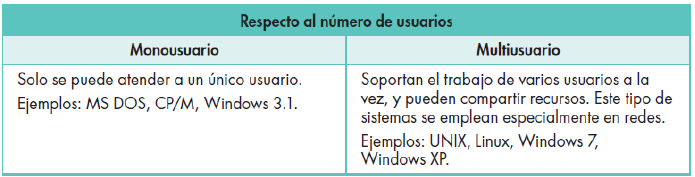 Respecto al número de usuarios
Monousuario
Multiusuario
Solo se puede atender a un único usuario.
Ejemplos: MS DOS, CP/M, Windows 3.1.
Soportan el trabajo de varios usuarios a la
vez, y pueden compartir recursos. Este tipo de
sistemas se emplean especialmente en redes.
Ejemplos: UNIX, Linux, Windows 7,
Windows XP.